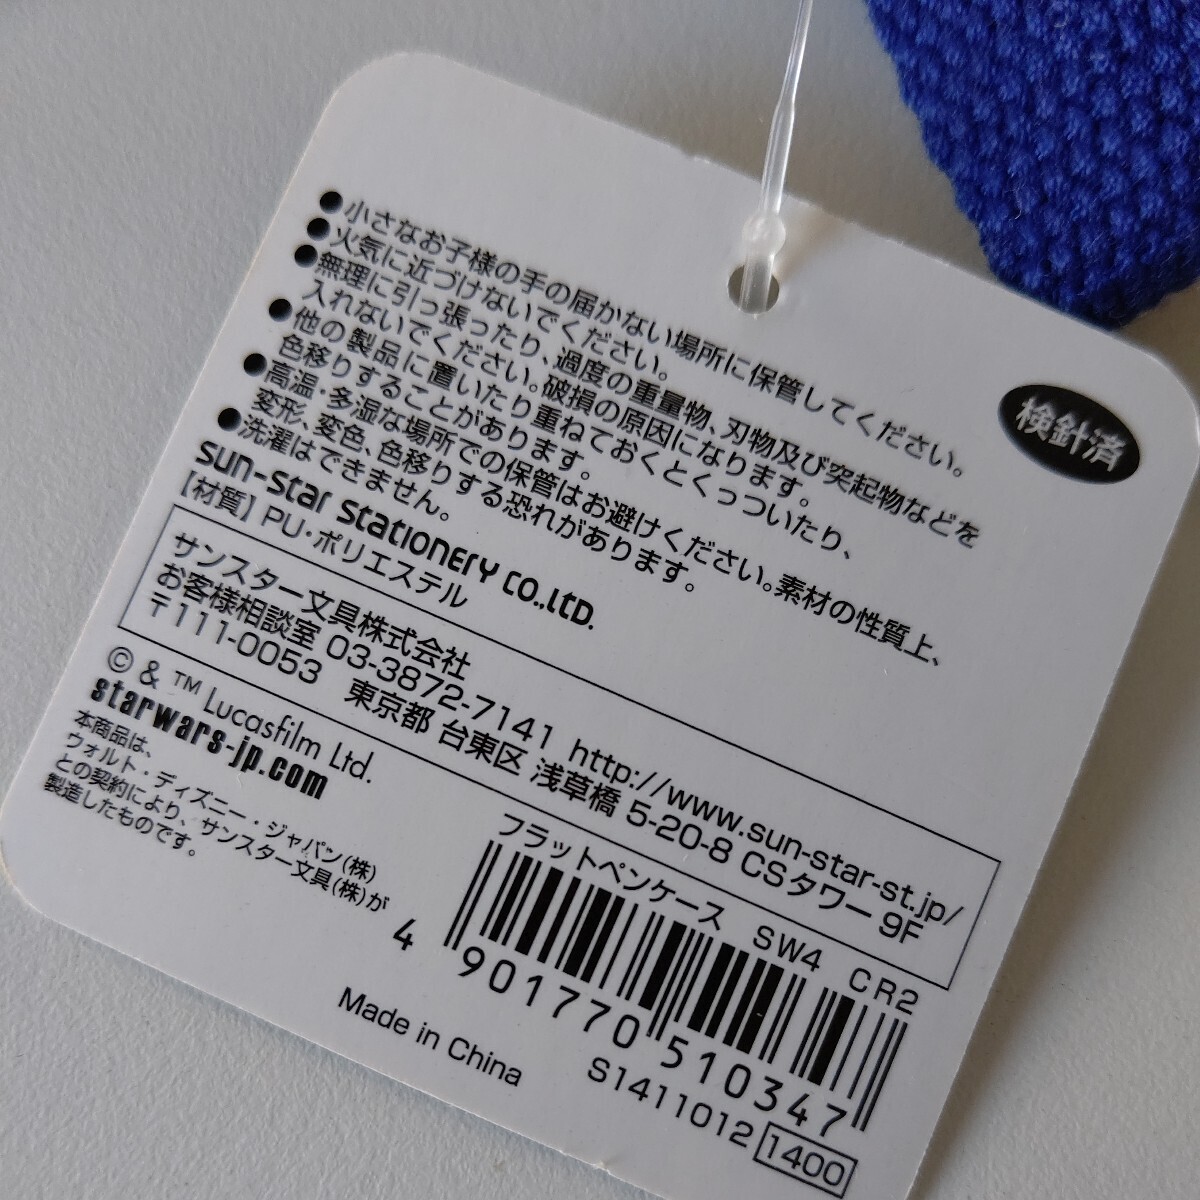 ●小さなお子様の手の届かない場所に保管してください。
●火気に近づけないでください。
●無理に引っ張ったり、過度の重量物、刃物及び突起物などを
入れないでください。破損の原因になります。
●他の製品に置いたり重ねておくとくっついたり、
色移りすることがあります。
●高温・多湿な場所での保管はお避けください。素材の性質上、
変形、変色、色移りする恐れがあります。
●洗濯はできません。
検針済
sun-star stationery co.,ltd.
【材質】PU・ポリエステル
サンスター文具株式会社
お客様相談室 03-3872-7141 http://www.sun-star-st.jp/
〒111-0053 東京都 台東区 浅草橋 5-20-8 CSタワー 9F
© & ™ Lucasfilm Ltd.
starwars-jp.com
本商品は、
ウォルト・ディズニー・ジャパン(株)
との契約により、サンスター文具(株)が
製造したものです。
フラットペンケース SW4 CR2
4 901770 510347
S1411012 1400
Made in China